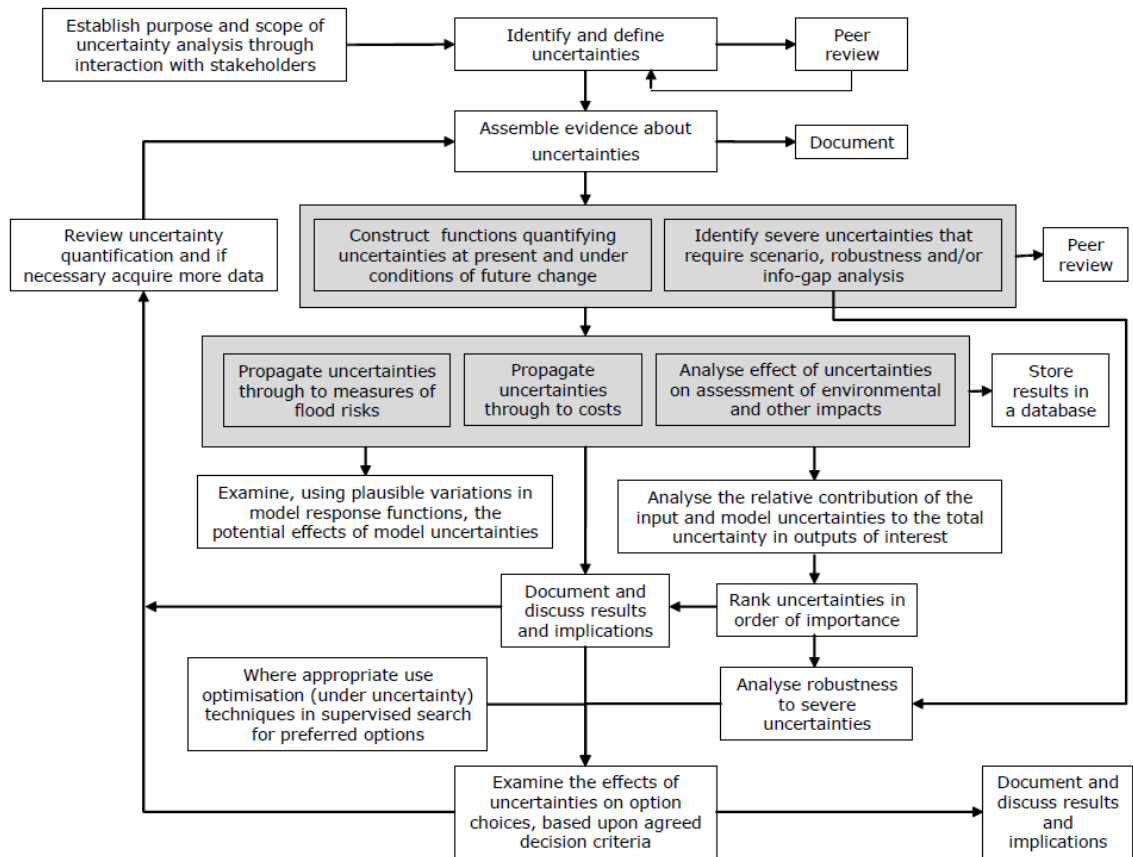 Establish purpose and scope of
uncertainty analysis through
interaction with stakeholders
Identify and define
uncertainties
Peer
review
Assemble evidence about
uncertainties
Document
Review uncertainty
quantification and if
necessary acquire more data
Construct functions quantifying
uncertainties at present and under
conditions of future change
Identify severe uncertainties that
require scenario, robustness and/or
info-gap analysis
Peer
review
Propagate uncertainties
through to measures of
flood risks
Propagate
uncertainties
through to costs
Analyse effect of uncertainties
on assessment of environmental
and other impacts
Store
results in
a database
Examine, using plausible variations in
model response functions, the
potential effects of model uncertainties
Analyse the relative contribution of the
input and model uncertainties to the total
uncertainty in outputs of interest
Document and
discuss results
and implications
Rank uncertainties in
order of importance
Where appropriate use
optimisation (under uncertainty)
techniques in supervised search
for preferred options
Analyse robustness
to severe
uncertainties
Examine the effects of
uncertainties on option
choices, based upon agreed
decision criteria
Document and
discuss results
and
implications